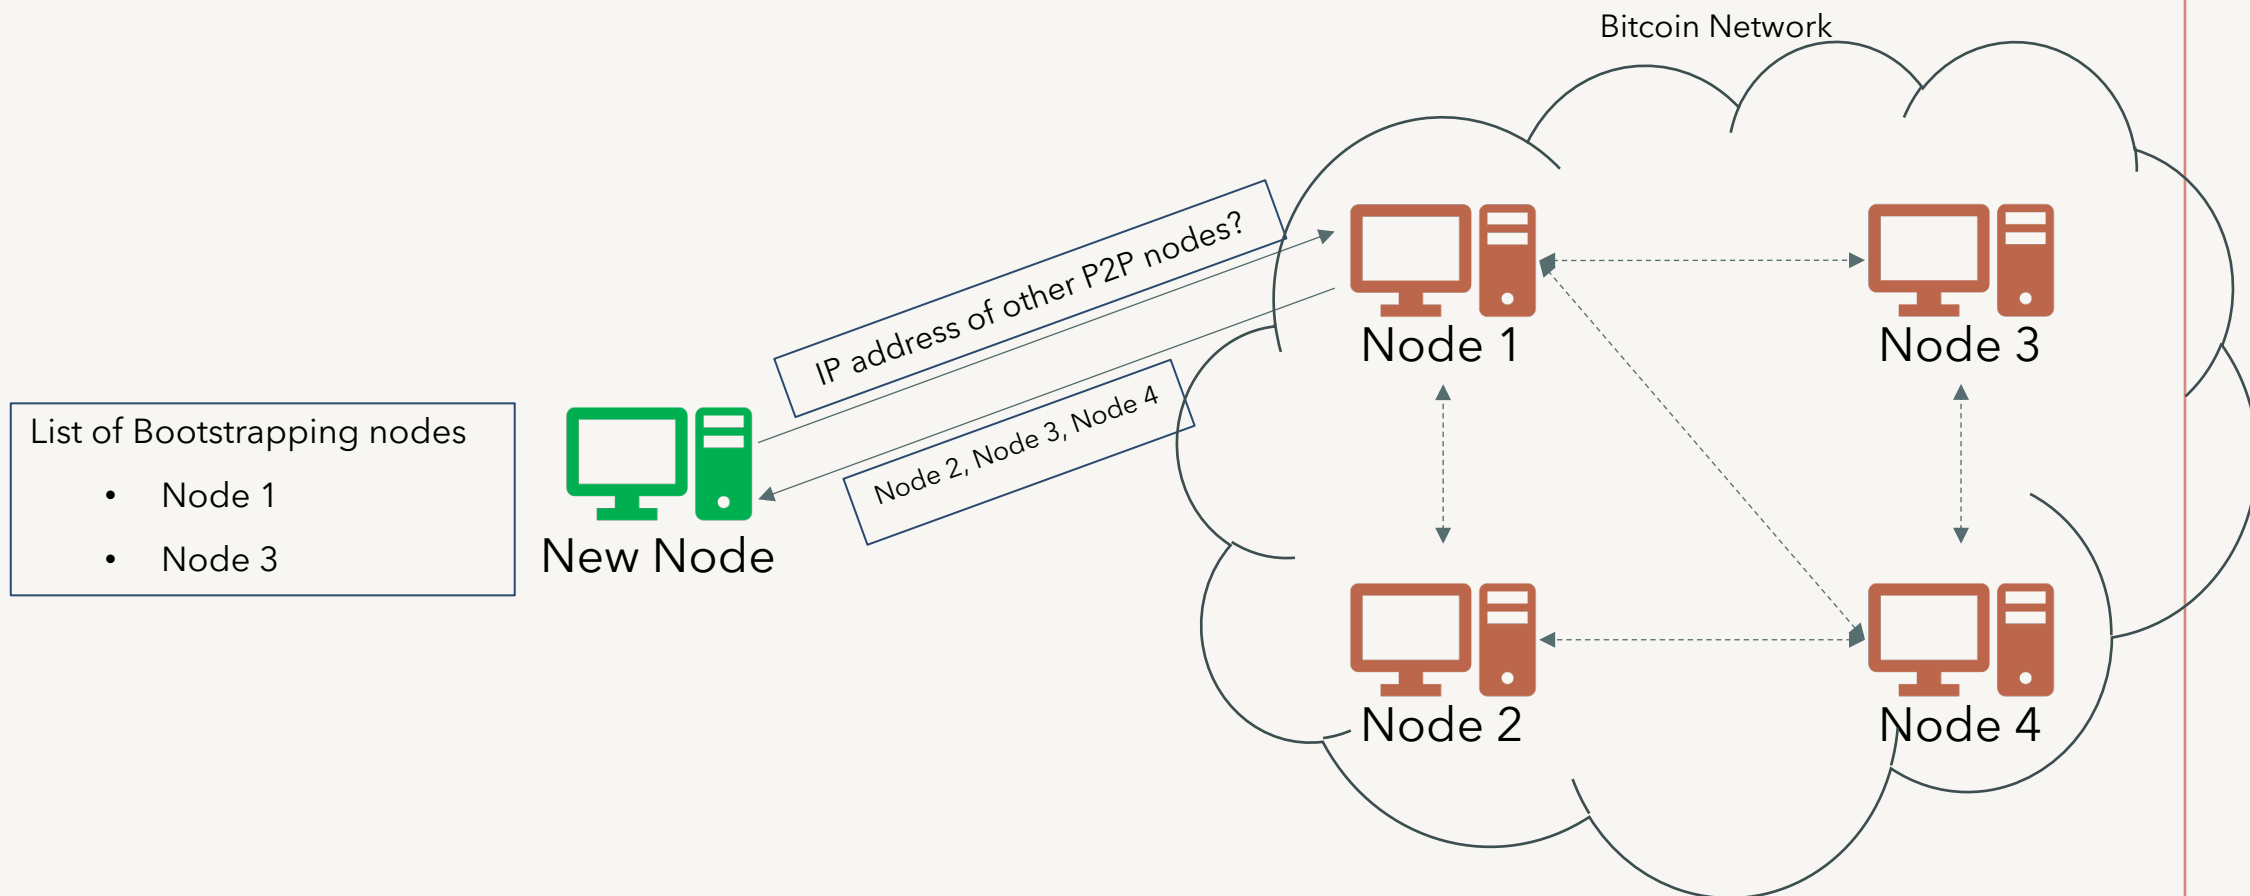 Bitcoin Network
IP address of other P2P nodes?
Node 1
Node 3
List of Bootstrapping nodes
• Node 1
• Node 3
Node 2, Node 3, Node 4
New Node
Node 2
Node 4